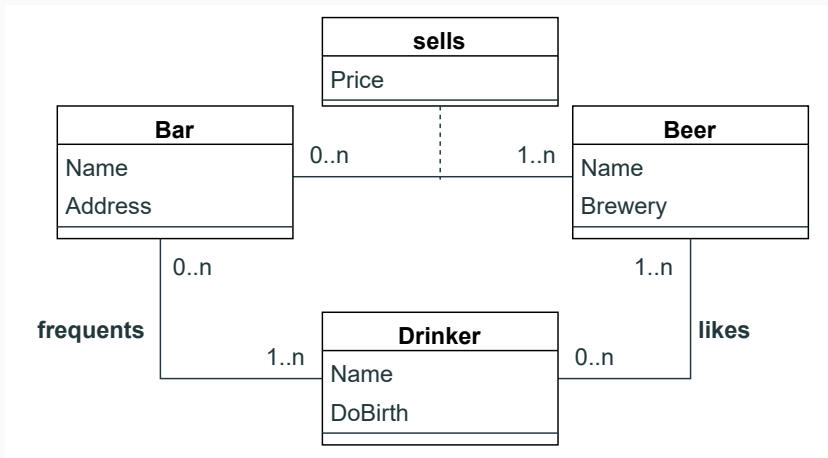 sells
Price
Bar
Name
Address
0..n
1..n
Beer
Name
Brewery
0..n
1..n
frequents
likes
1..n
0..n
Drinker
Name
DoBirth